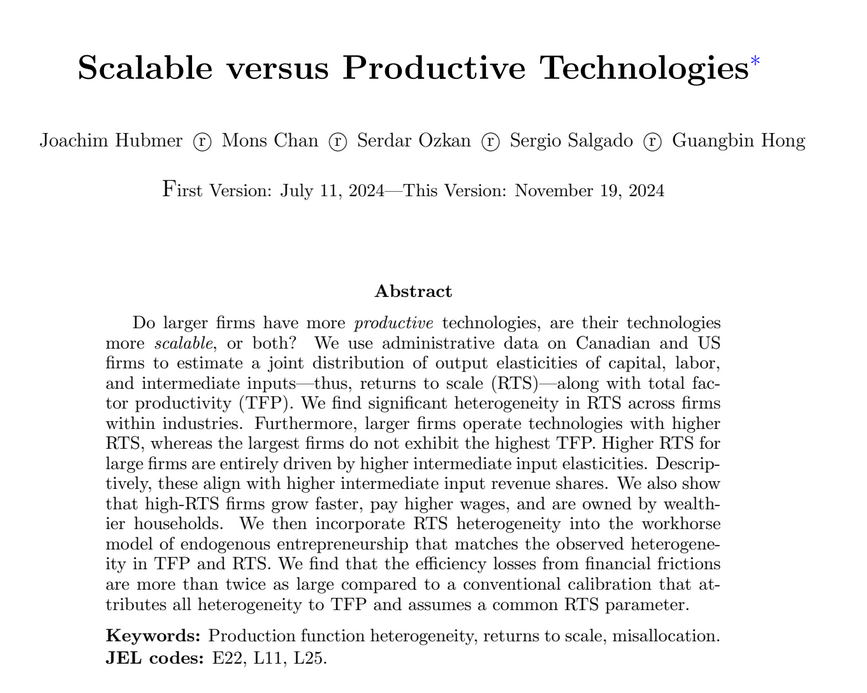 Scalable versus Productive Technologies*
Joachim Hubmer ⓡ Mons Chan ⓡ Serdar Ozkan ⓡ Sergio Salgado ⓡ Guangbin Hong
First Version: July 11, 2024—This Version: November 19, 2024
Abstract
Do larger firms have more productive technologies, are their technologies
more scalable, or both? We use administrative data on Canadian and US
firms to estimate a joint distribution of output elasticities of capital, labor,
and intermediate inputs—thus, returns to scale (RTS)—along with total fac-
tor productivity (TFP). We find significant heterogeneity in RTS across firms
within industries. Furthermore, larger firms operate technologies with higher
RTS, whereas the largest firms do not exhibit the highest TFP. Higher RTS for
large firms are entirely driven by higher intermediate input elasticities. Descrip-
tively, these align with higher intermediate input revenue shares. We also show
that high-RTS firms grow faster, pay higher wages, and are owned by wealth-
ier households. We then incorporate RTS heterogeneity into the workhorse
model of endogenous entrepreneurship that matches the observed heterogene-
ity in TFP and RTS. We find that the efficiency losses from financial frictions
are more than twice as large compared to a conventional calibration that at-
tributes all heterogeneity to TFP and assumes a common RTS parameter.
Keywords: Production function heterogeneity, returns to scale, misallocation.
JEL codes: E22, L11, L25.